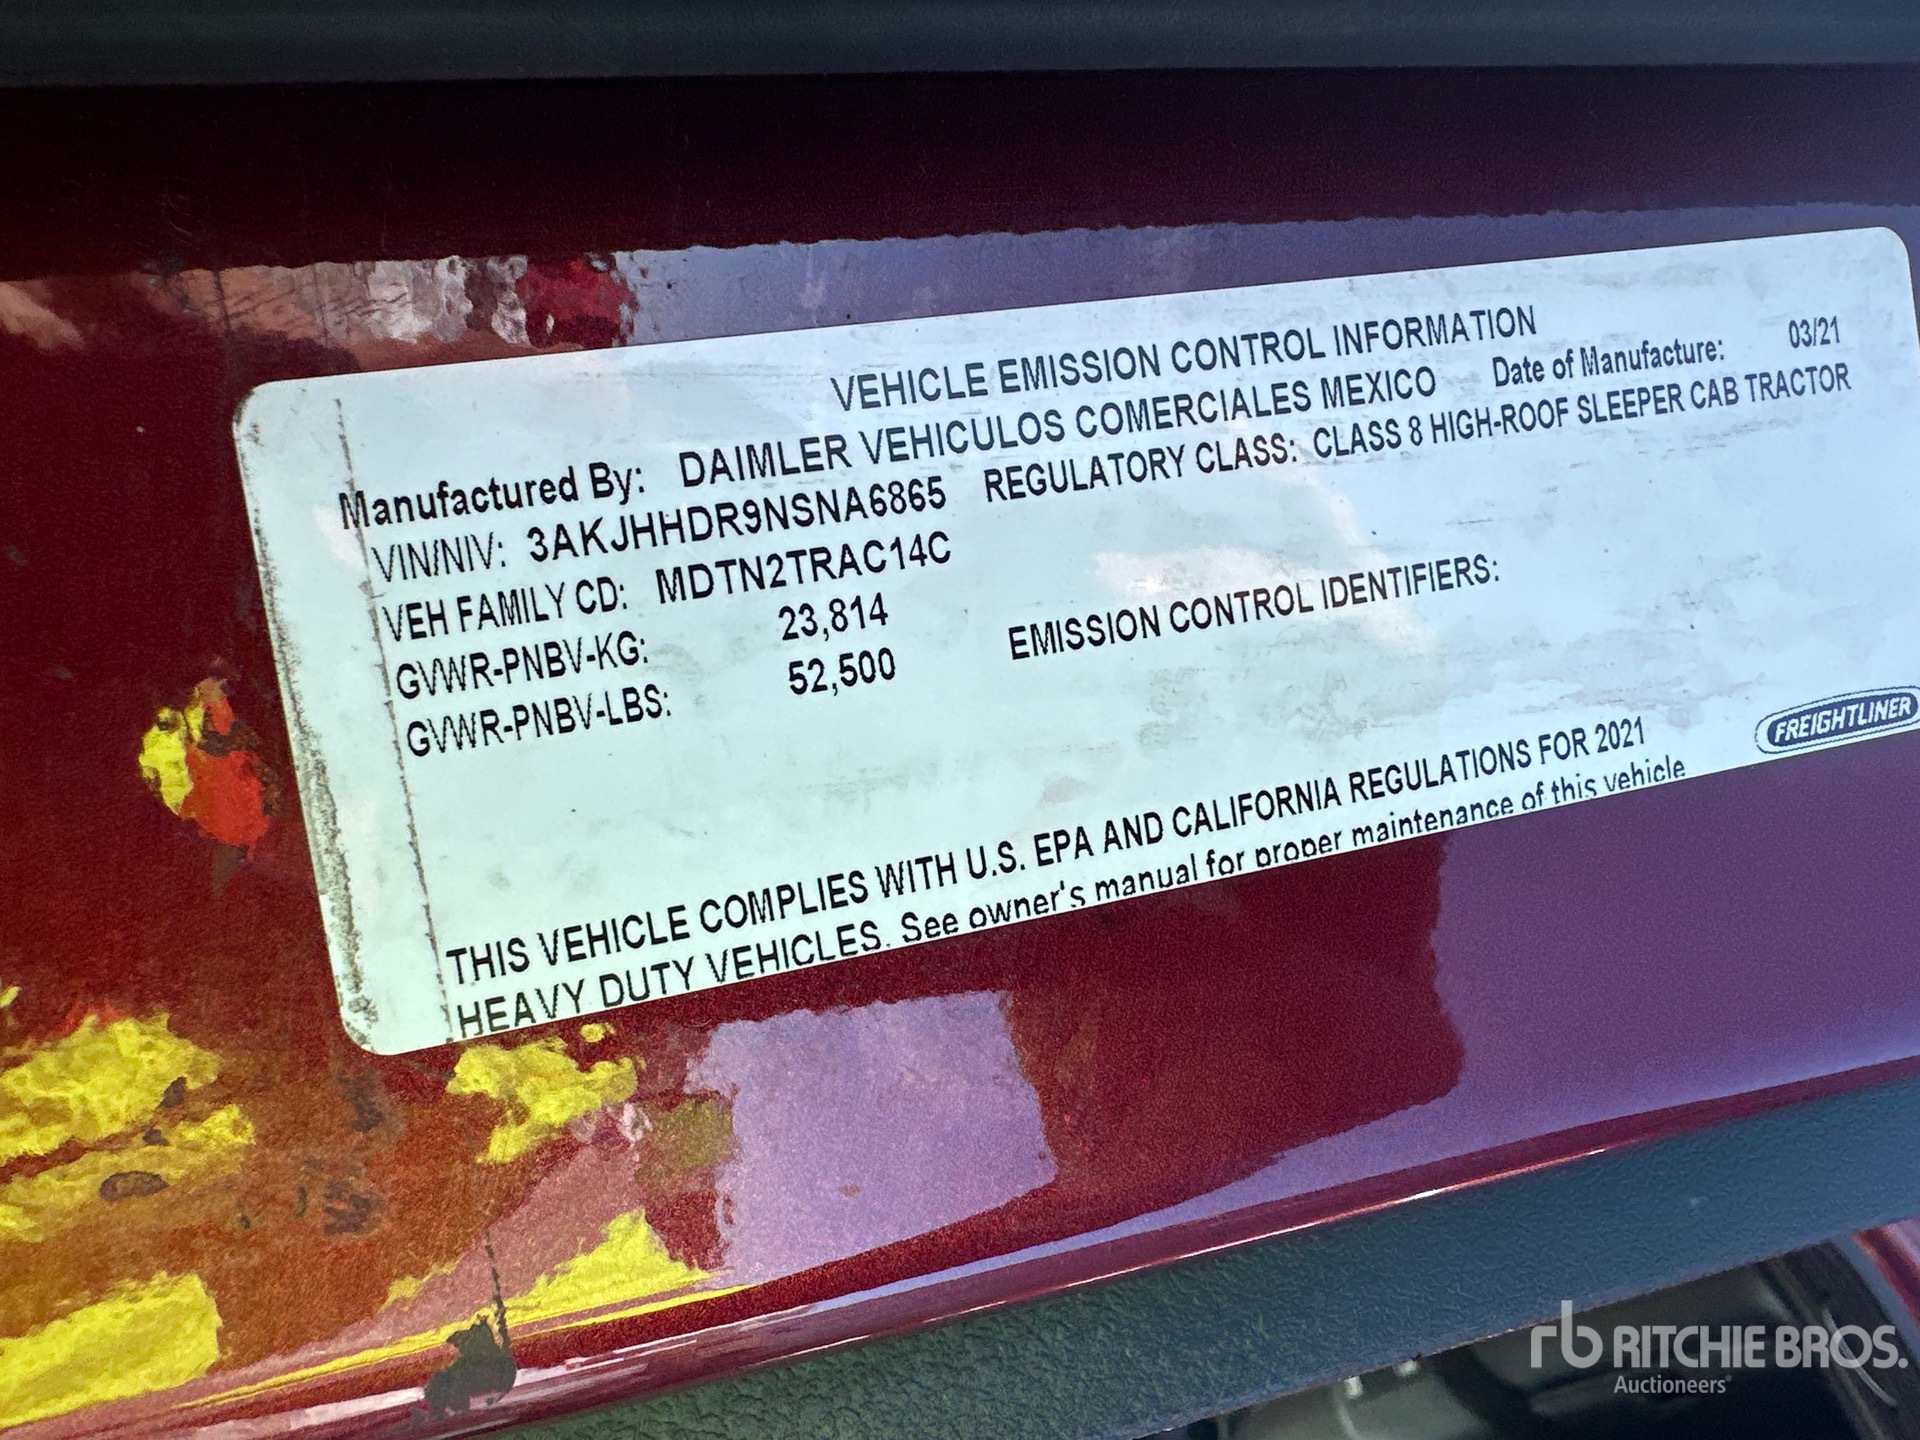 VEHICLE EMISSION CONTROL INFORMATION
Manufactured By: DAIMLER VEHICULOS COMERCIALES MEXICO Date of Manufacture: 03/21
VIN/NIV: 3AKJHHDR9NSNA6865 REGULATORY CLASS: CLASS 8 HIGH-ROOF SLEEPER CAB TRACTOR
VEH FAMILY CD: MDTN2TRAC14C
GVWR-PNBV-KG: 23,814 EMISSION CONTROL IDENTIFIERS:
GVWR-PNBV-LBS: 52,500
FREIGHTLINER
THIS VEHICLE COMPLIES WITH U.S. EPA AND CALIFORNIA REGULATIONS FOR 2021
HEAVY DUTY VEHICLES. See owner's manual for proper maintenance of this vehicle
rb RITCHIE BROS.
Auctioneers